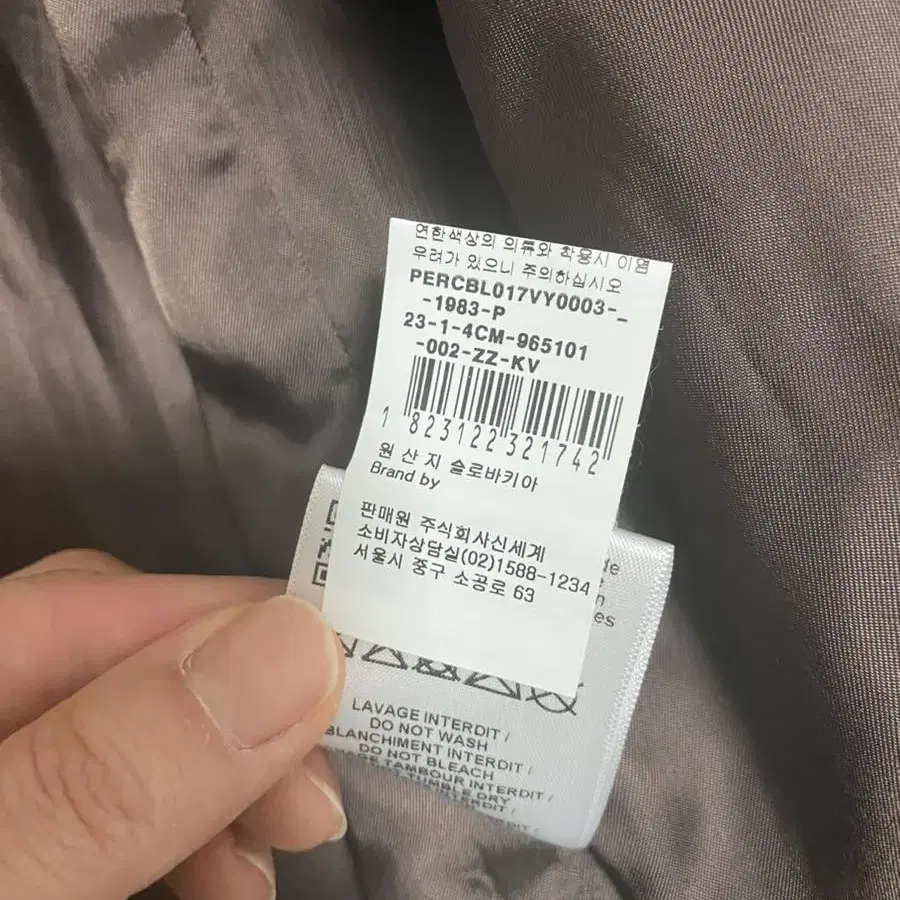 연한색상의 의류와 착용시 이염
우려가 있으니 주의하십시오
PERCBL017VY0003-_
-1983-P
23-1-4CM-965101
-002-ZZ-KV
1 823122 321742
원 산 지 슬로바키아
Brand by
판매원 주식회사신세계
소비자상담실(02)1588-1234
서울시 중구 소공로 63
LAVAGE INTERDIT /
DO NOT WASH
BLANCHIMENT INTERDIT /
DO NOT BLEACH
TAMBOUR INTERDIT /
TUMBLE DRY